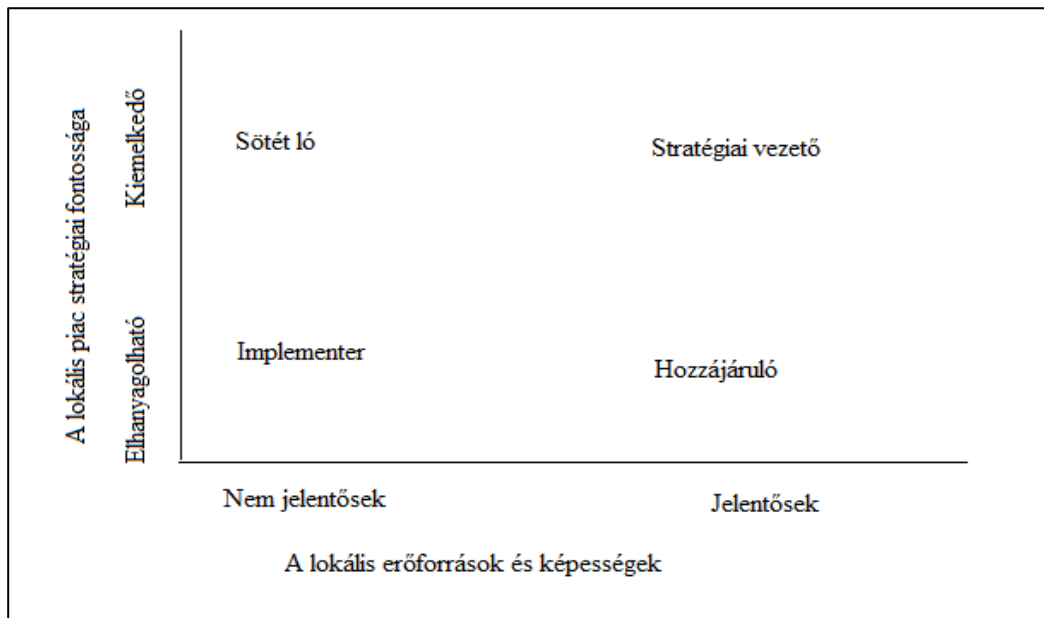 A lokális piac stratégiai fontossága
Kiemelkedő
Elhanyagolható
Sötét ló
Stratégiai vezető
Implementer
Hozzájáruló
Nem jelentősek
Jelentősek
A lokális erőforrások és képességek